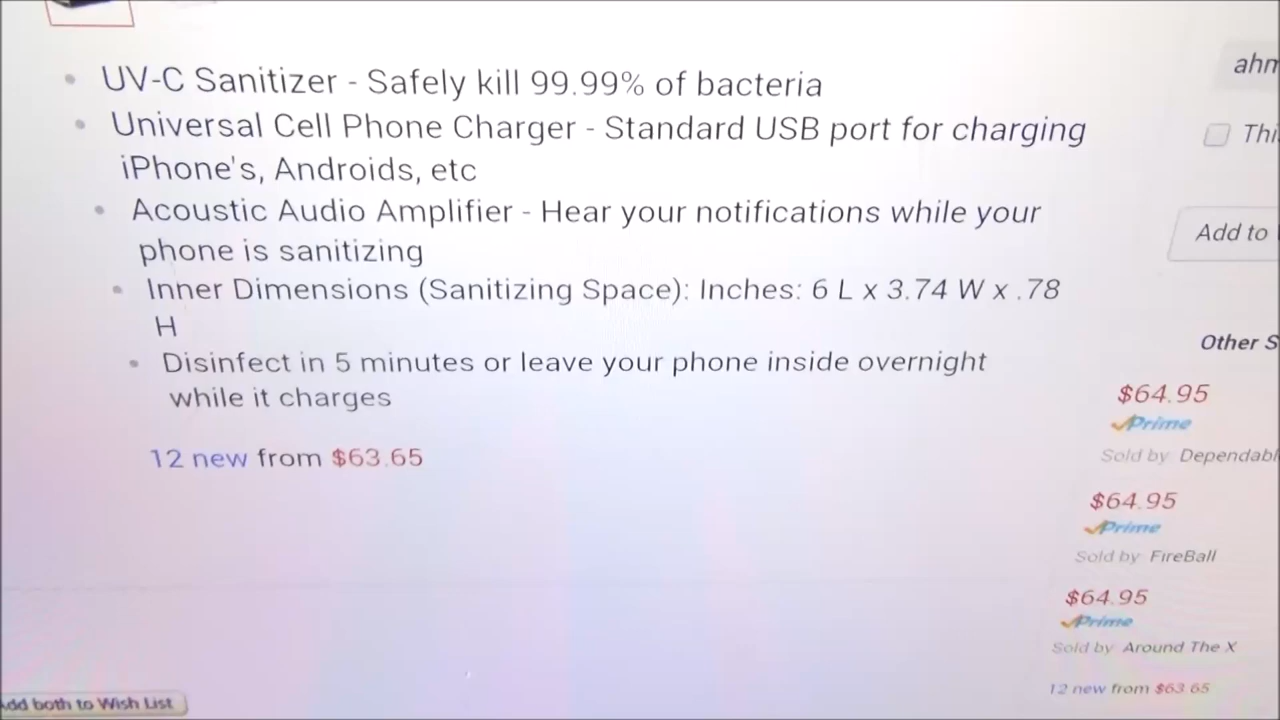 UV-C Sanitizer - Safely kill 99.99% of bacteria
Universal Cell Phone Charger - Standard USB port for charging
iPhone's, Androids, etc
Acoustic Audio Amplifier - Hear your notifications while your
phone is sanitizing
Inner Dimensions (Sanitizing Space): Inches: 6 L x 3.74 W x .78
H
Disinfect in 5 minutes or leave your phone inside overnight
while it charges
12 new from $63.65
Add both to Wish List
ahm
Thi
Add to
Other S
$64.95
Prime
Sold by Dependabl
$64.95
Prime
Sold by FireBall
$64.95
Prime
Sold by Around The X
12 new from $63.65